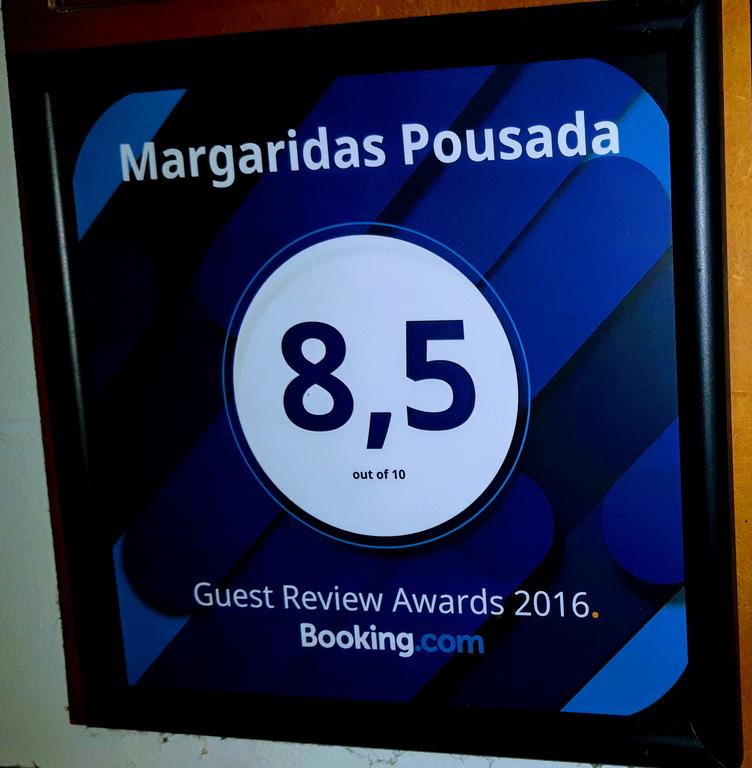 Margaridas Pousada
8,5
out of 10
Guest Review Awards 2016.
Booking.com